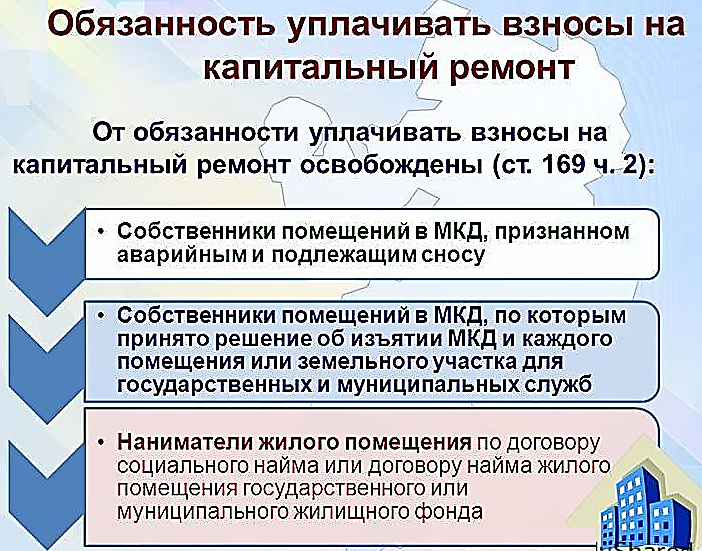 Обязанность уплачивать взносы на
капитальный ремонт
От обязанности уплачивать взносы на
капитальный ремонт освобождены (ст. 169 ч. 2):
• Собственники помещений в МКД, признанном
аварийным и подлежащим сносу
• Собственники помещений в МКД, по которым
принято решение об изъятии МКД и каждого
помещения или земельного участка для
государственных и муниципальных служб
• Наниматели жилого помещения по договору
социального найма или договору найма жилого
помещения государственного или
муниципального жилищного фонда